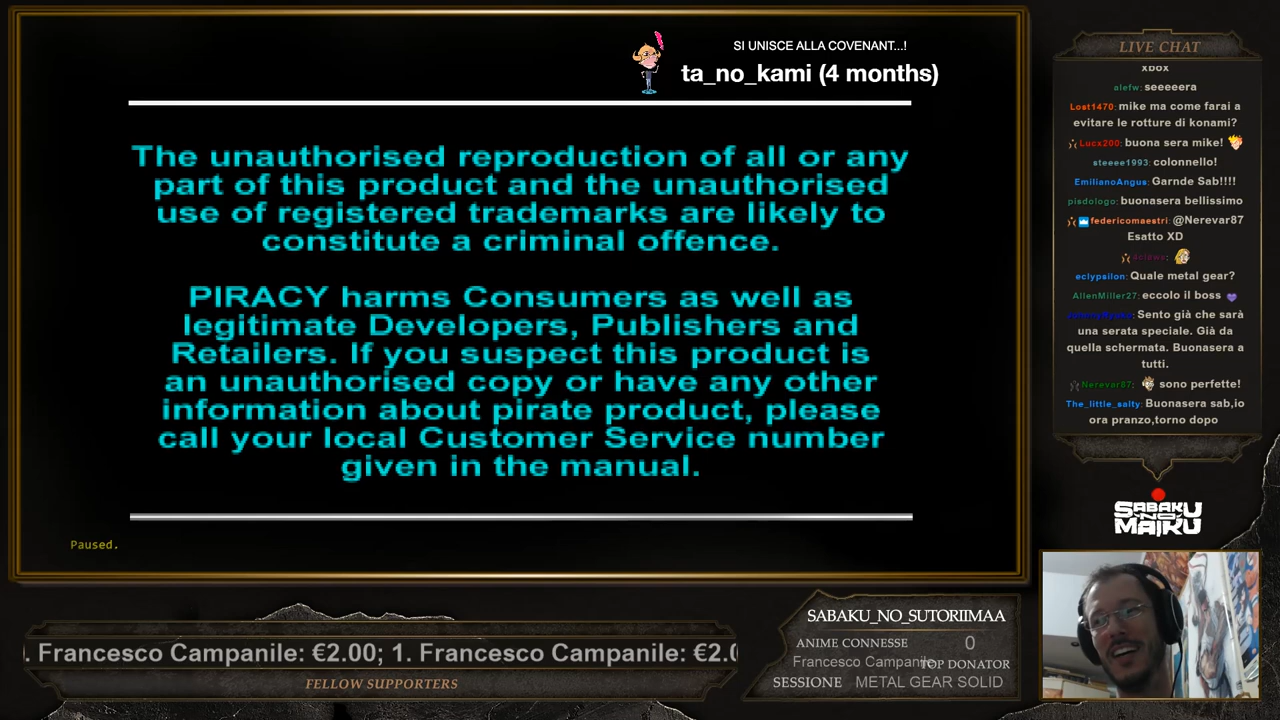 SI UNISCE ALLA COVENANT...!
ta_no_kami (4 months)
The unauthorised reproduction of all or any
part of this product and the unauthorised
use of registered trademarks are likely to
constitute a criminal offence.
PIRACY harms Consumers as well as
legitimate Developers, Publishers and
Retailers. If you suspect this product is
an unauthorised copy or have any other
information about pirate product, please
call your local Customer Service number
given in the manual.
Paused.
LIVE CHAT
xbox
alefw: seeeeera
Lost1470: mike ma come farai a
evitare le rotture di konami?
Lucs200: buona sera mike!
steeee1993: colonnello!
EmilianoAngus: Garnde Sab!!!!
pisdologo: buonasera bellissimo
federicomaestri: @Nerevar87
Esatto XD
eclypsilon: Quale metal gear?
AllenMiller27: eccolo il boss
Sento già che sarà
una serata speciale. Già da
quella schermata. Buonasera a
tutti.
Nerevar87: sono perfette!
The_little_salty: Buonasera sab,io
ora pranzo,torno dopo
SABAKU
NO
MAIKU
. Francesco Campanile: €2.00; 1. Francesco Campanile: €2.0
FELLOW SUPPORTERS
SABAKU_NO_SUTORIIMAA
ANIME CONNESSE 0
Francesco Campanile TOP DONATOR
SESSIONE METAL GEAR SOLID